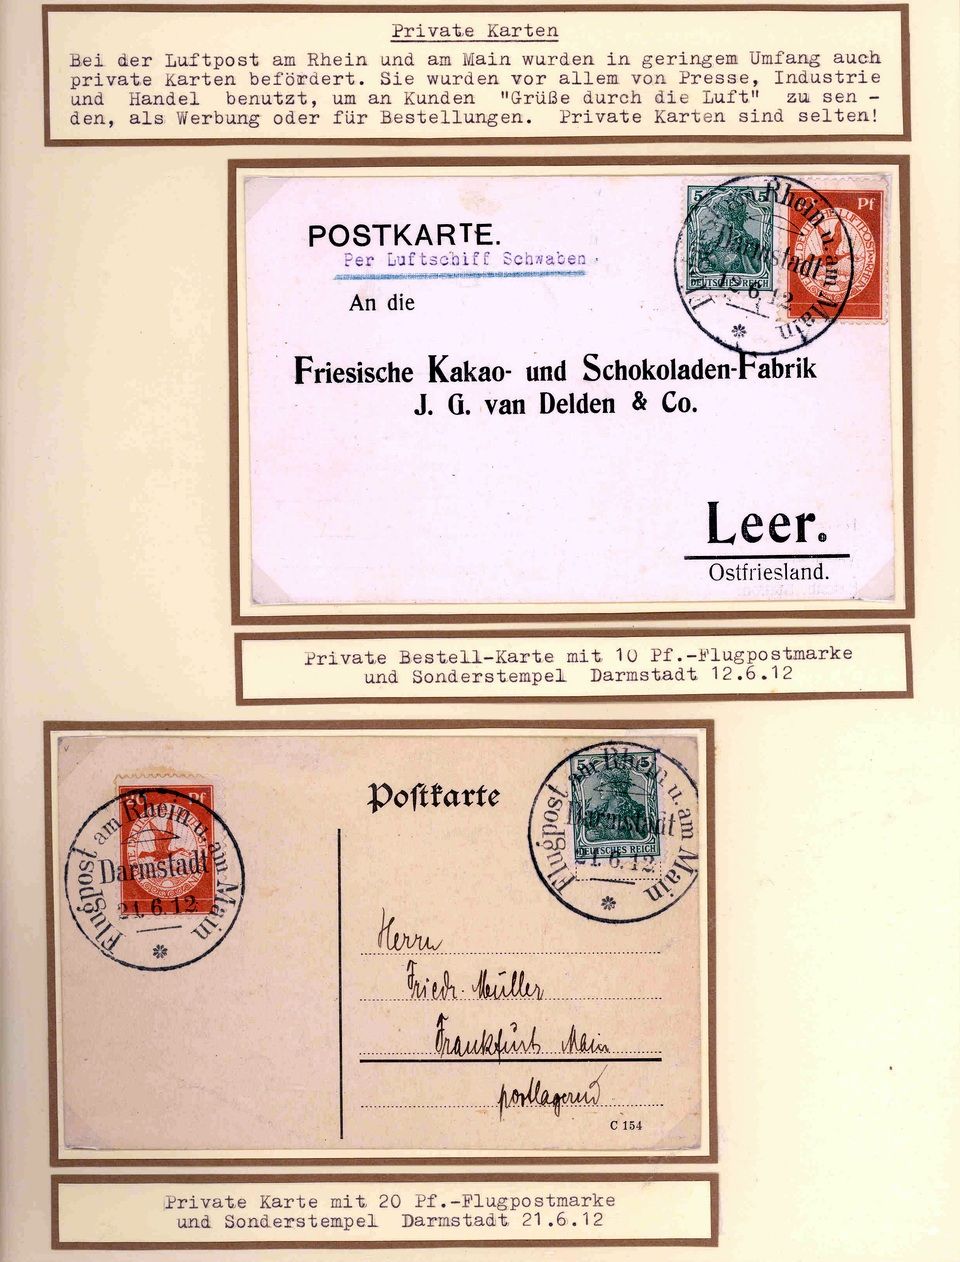 Private Karten
Bei der Luftpost am Rhein und am Main wurden in geringem Umfang auch
private Karten befördert. Sie wurden vor allem von Presse, Industrie
und Handel benutzt, um an Kunden "Grüße durch die Luft" zu sen -
den, als Werbung oder für Bestellungen. Private Karten sind selten!
5 5
DEUTSCHES REICH
Pf
Rhein u. am Main
Darmstadt
12.6.12
POSTKARTE.
Per Luftschiff Schwaben
An die
Friesische Kakao- und Schokoladen-Fabrik
J. G. van Delden & Co.
Leer.
Ostfriesland.
Private Bestell-Karte mit 10 Pf.-Flugpostmarke
und Sonderstempel Darmstadt 12.6.12
20 Pf
Flugpost am Rhein u. am Main
Darmstadt
21.6.12
Postkarte
5 5
DEUTSCHES REICH
Flugpost am Rhein u. am Main
Darmstadt
21.6.12
Herrn
Friedr. Müller
Frankfurt Main
postlagernd
C 154
Private Karte mit 20 Pf.-Flugpostmarke
und Sonderstempel Darmstadt 21.6.12